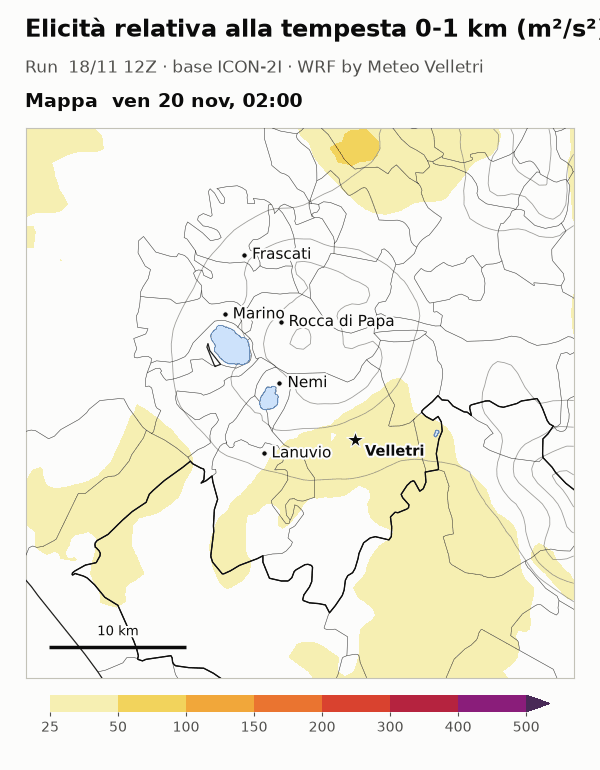 Elicità relativa alla tempesta 0-1 km (m²/s²)
Run 18/11 12Z · base ICON-2I · WRF by Meteo Velletri
Mappa ven 20 nov, 02:00
Frascati
Marino
Rocca di Papa
Nemi
Velletri
Lanuvio
10 km
25 50 100 150 200 300 400 500